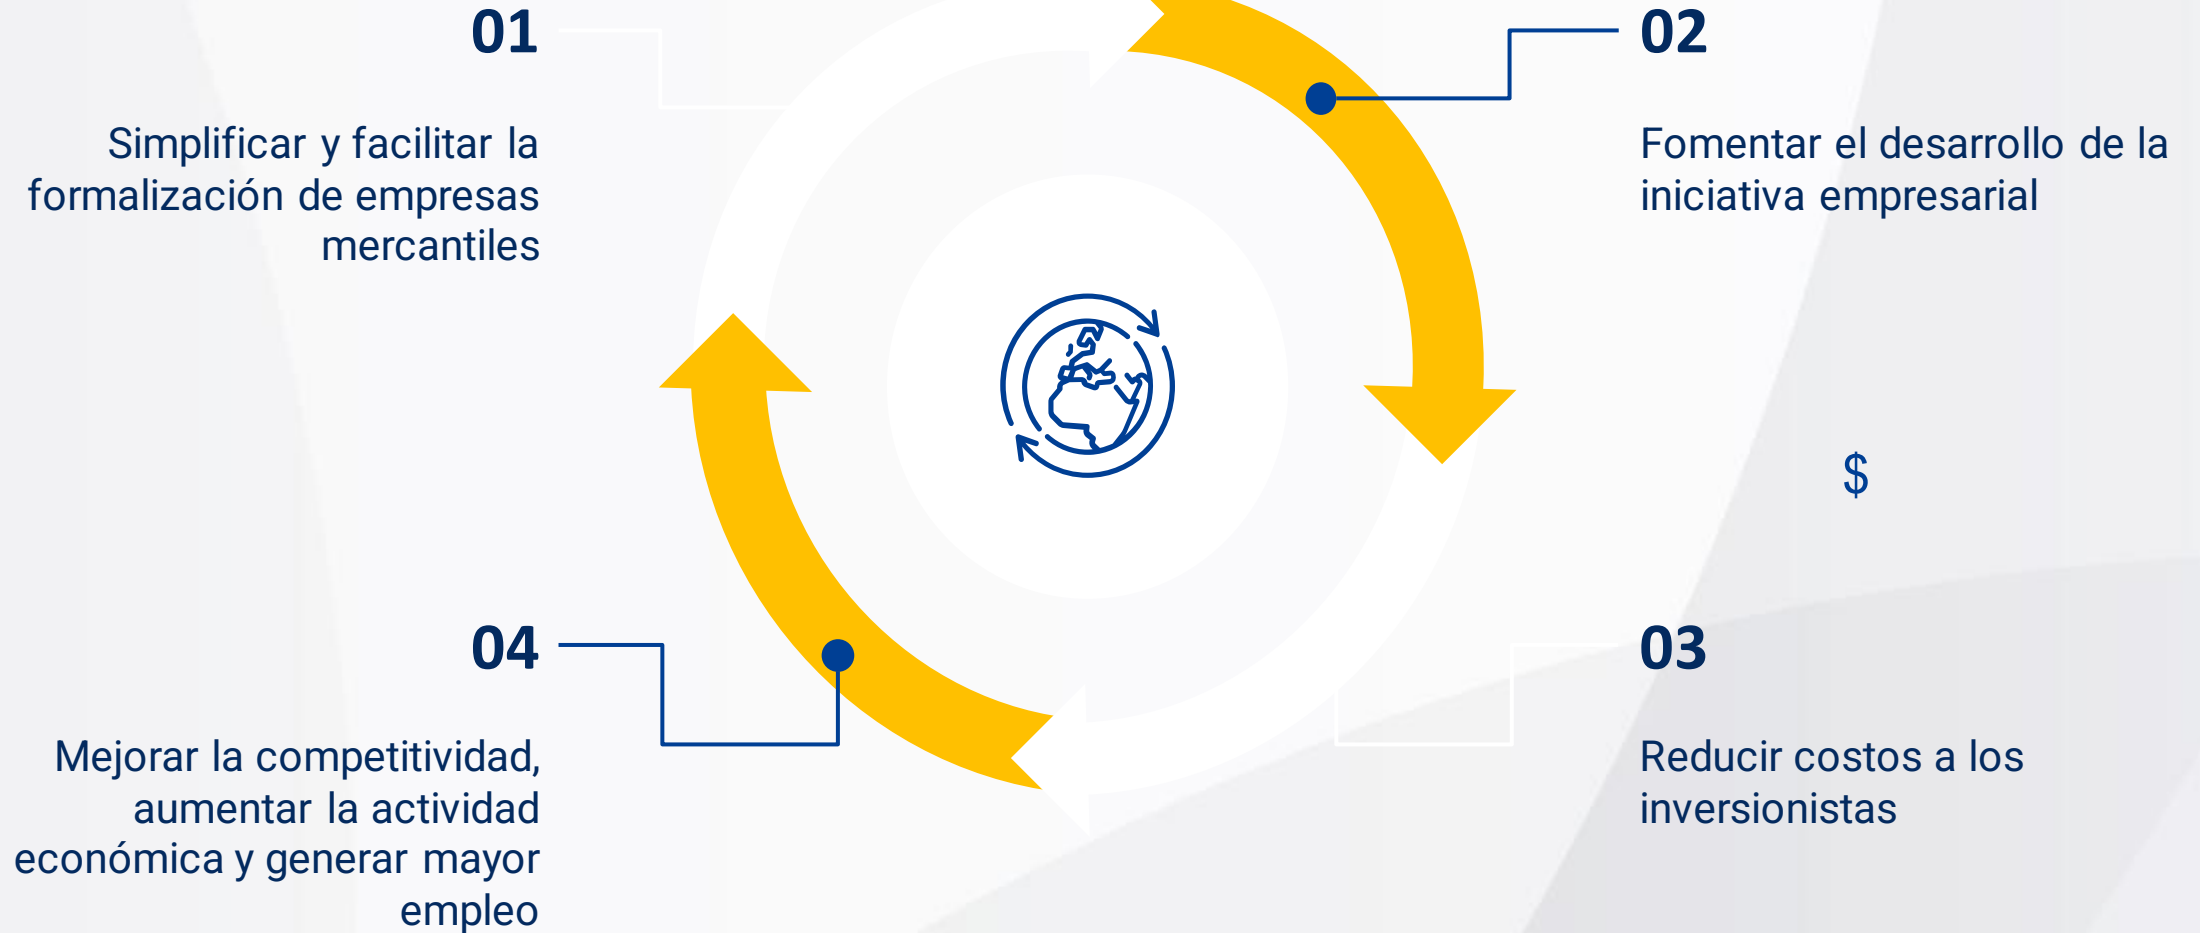 01
Simplificar y facilitar la
formalización de empresas
mercantiles
02
Fomentar el desarrollo de la
iniciativa empresarial
$
03
Reducir costos a los
inversionistas
04
Mejorar la competitividad,
aumentar la actividad
económica y generar mayor
empleo